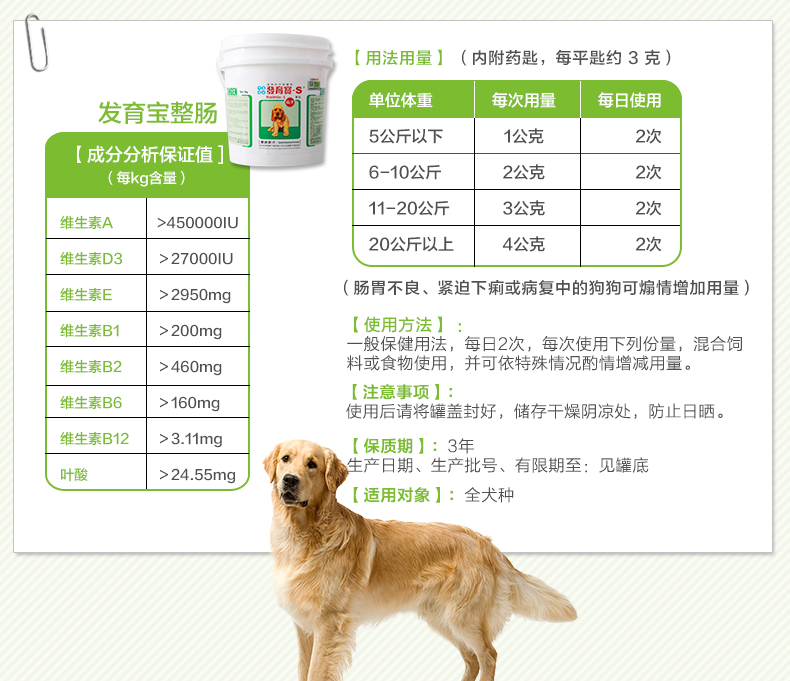 发育宝整肠
發育寶-S
【 成分分析保证值 】
（ 每kg含量 ）
维生素A >450000IU
维生素D3 >27000IU
维生素E >2950mg
维生素B1 >200mg
维生素B2 >460mg
维生素B6 >160mg
维生素B12 >3.11mg
叶酸 >24.55mg
【 用法用量 】 （ 内附药匙，每平匙约 3 克 ）
单位体重 每次用量 每日使用
5公斤以下 1公克 2次
6-10公斤 2公克 2次
11-20公斤 3公克 2次
20公斤以上 4公克 2次
（ 肠胃不良、紧迫下痢或病复中的狗狗可煽情增加用量 ）
【 使用方法 】 :
一般保健用法，每日2次，每次使用下列份量，混合饲
料或食物使用，并可依特殊情况酌情增减用量。
【 注意事项 】:
使用后请将罐盖封好，储存干燥阴凉处，防止日晒。
【 保质期 】: 3年
生产日期、生产批号、有限期至：见罐底
【 适用对象 】: 全犬种